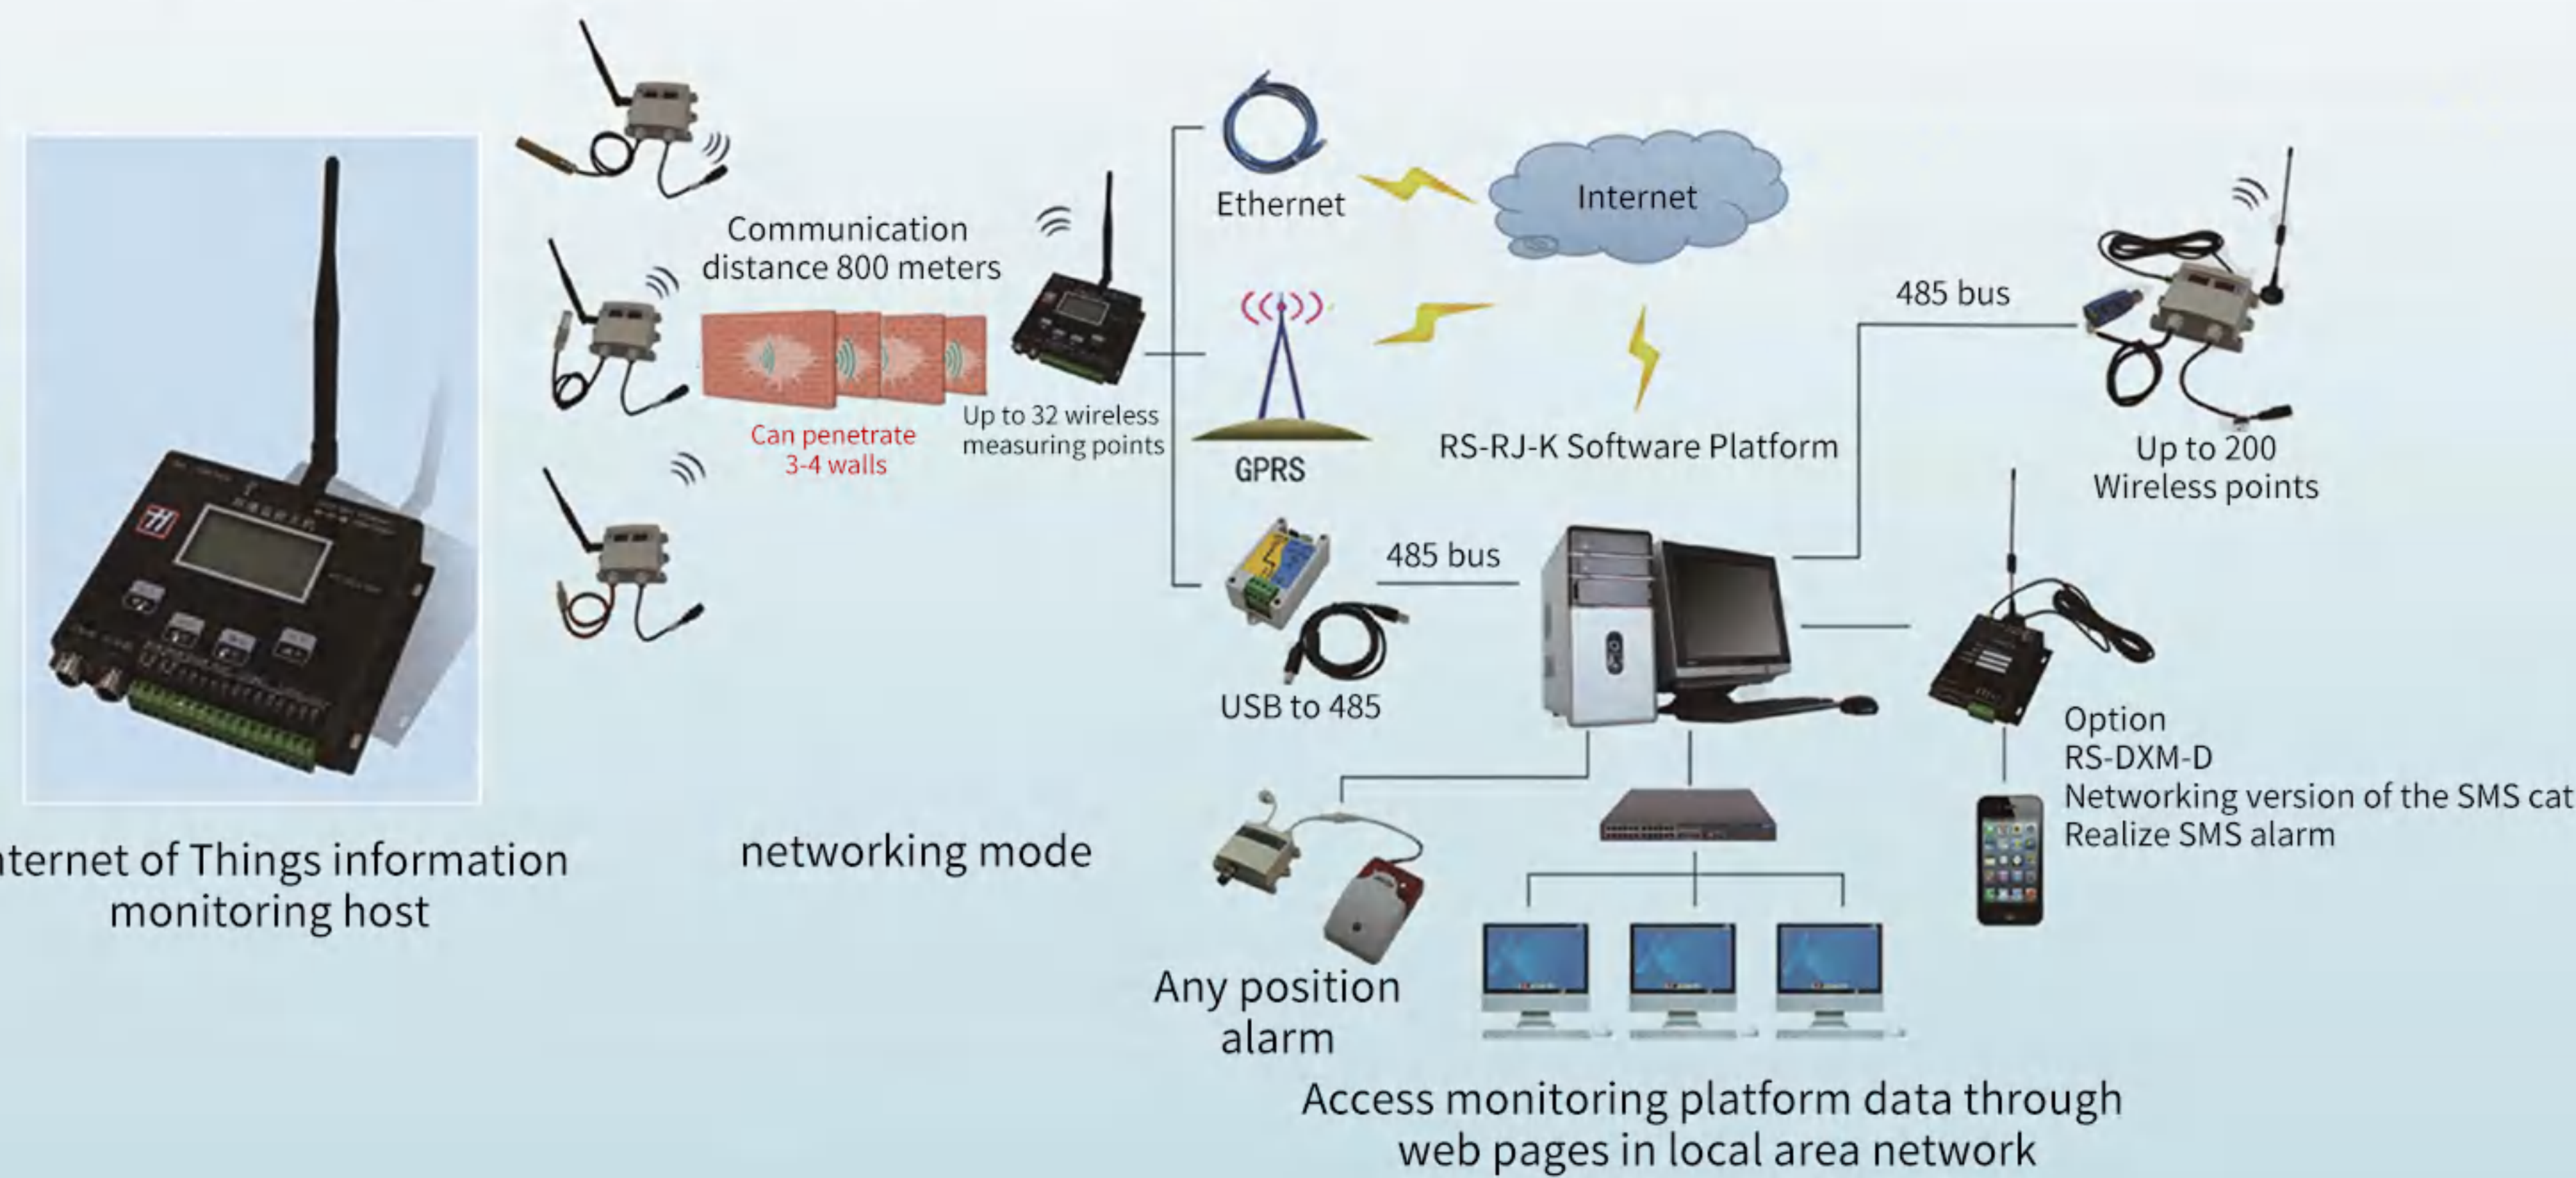 Communication
distance 800 meters
Can penetrate
3-4 walls
Up to 32 wireless
measuring points
Ethernet
Internet
GPRS
USB to 485
485 bus
RS-RJ-K Software Platform
485 bus
Up to 200
Wireless points
Option
RS-DXM-D
Networking version of the SMS cat
Realize SMS alarm
nternet of Things information
monitoring host
networking mode
Any position
alarm
Access monitoring platform data through
web pages in local area network